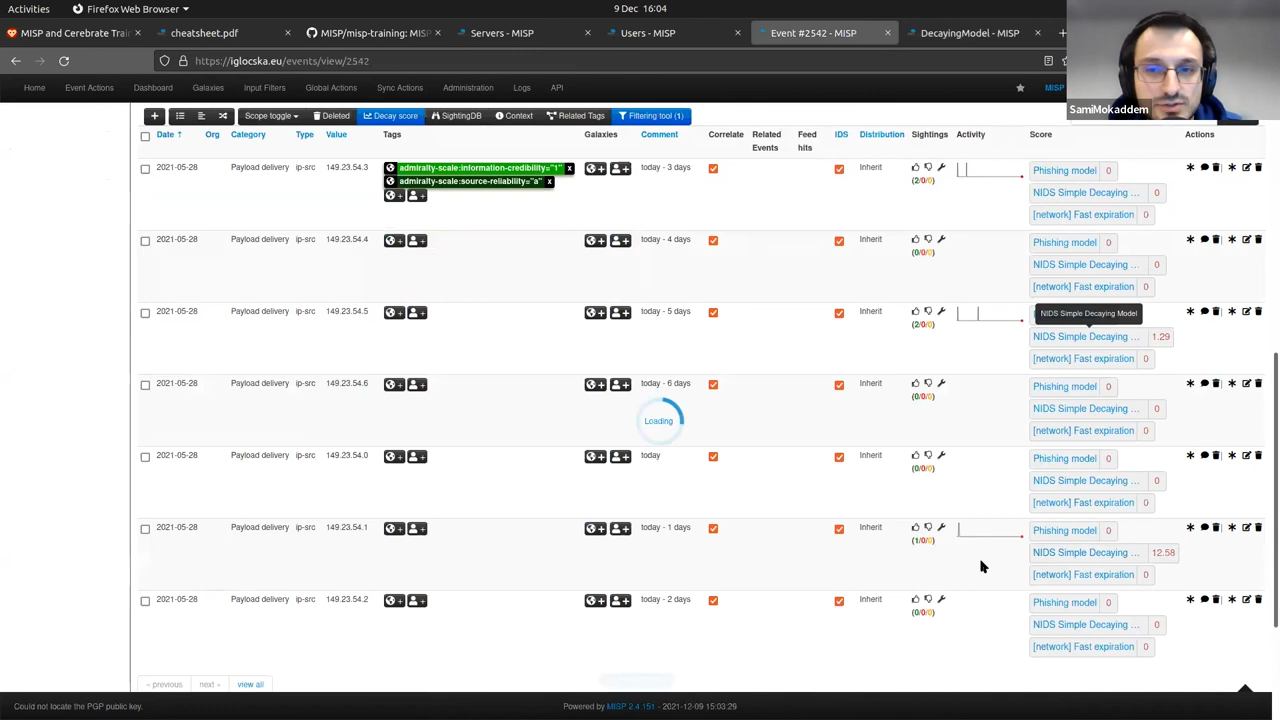 Activities Firefox Web Browser 9 Dec 16:04
MISP and Cerebrate Trai × cheatsheet.pdf × MISP/misp-training: × Servers - MISP × Users - MISP × Event #2542 - MISP × DecayingModel - MISP ×
https://iglocska.eu/events/view/2542
SamiMokaddem
Home Event Actions Dashboard Galaxies Input Filters Global Actions Sync Actions Administration Logs API MISP
Scope toggle Deleted Decay score SightingDB Context Related Tags Filtering tool (1)
Date Org Category Type Value Tags Galaxies Comment Correlate Related Events Feed hits IDS Distribution Sightings Activity Score Actions
2021-05-28 Payload delivery ip-src 149.23.54.3 admiralty-scale:information-credibility="1" x today - 3 days Inherit Phishing model 0
admiralty-scale:source-reliability="a" x (2/0/0)
NIDS Simple Decaying ... 0
[network] Fast expiration 0
2021-05-28 Payload delivery ip-src 149.23.54.4 today - 4 days Inherit Phishing model 0
(0/0/0)
NIDS Simple Decaying ... 0
[network] Fast expiration 0
2021-05-28 Payload delivery ip-src 149.23.54.5 today - 5 days Inherit NIDS Simple Decaying Model
(2/0/0)
NIDS Simple Decaying ... 1.29
[network] Fast expiration 0
2021-05-28 Payload delivery ip-src 149.23.54.6 today - 6 days Inherit Phishing model 0
(0/0/0)
NIDS Simple Decaying ... 0
Loading
[network] Fast expiration 0
2021-05-28 Payload delivery ip-src 149.23.54.0 today Inherit Phishing model 0
(0/0/0)
NIDS Simple Decaying ... 0
[network] Fast expiration 0
2021-05-28 Payload delivery ip-src 149.23.54.1 today - 1 days Inherit Phishing model 0
(1/0/0)
NIDS Simple Decaying ... 12.58
[network] Fast expiration 0
2021-05-28 Payload delivery ip-src 149.23.54.2 today - 2 days Inherit Phishing model 0
(0/0/0)
NIDS Simple Decaying ... 0
[network] Fast expiration 0
« previous next » view all
Could not locate the PGP public key. Powered by MISP 2.4.151 - 2021-12-09 15:03:29